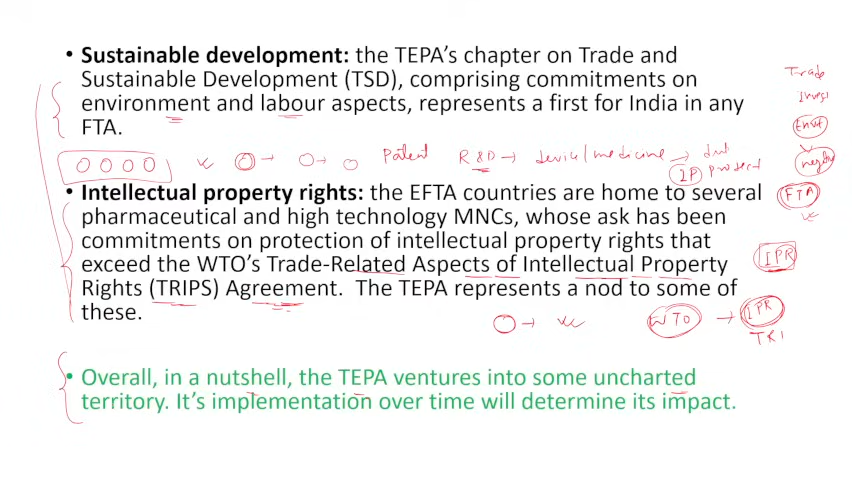 • Sustainable development: the TEPA's chapter on Trade and
Sustainable Development (TSD), comprising commitments on
environment and labour aspects, represents a first for India in any
FTA.
Trade
Envt
Patent R&D → device/medicine →
IP protect
• Intellectual property rights: the EFTA countries are home to several
pharmaceutical and high technology MNCs, whose ask has been
commitments on protection of intellectual property rights that
exceed the WTO's Trade-Related Aspects of Intellectual Property
Rights (TRIPS) Agreement. The TEPA represents a nod to some of
these.
FTA
IPR
WTO → IPR
TRI
• Overall, in a nutshell, the TEPA ventures into some uncharted
territory. It's implementation over time will determine its impact.